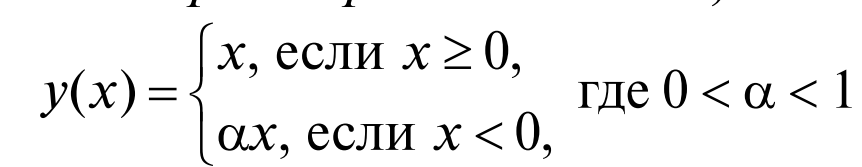 y(x) = { x, если x ≥ 0,
αx, если x < 0,
где 0 < α < 1